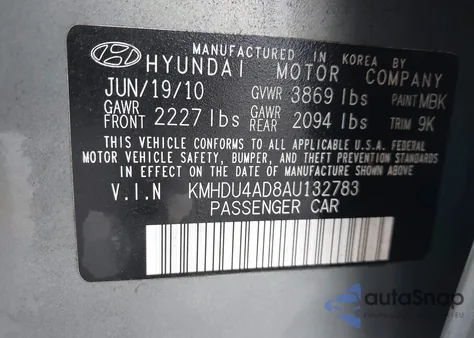 MANUFACTURED IN KOREA BY
HYUNDAI MOTOR COMPANY
JUN/19/10 GVWR 3869 lbs PAINT MBK
GAWR FRONT 2227 lbs GAWR REAR 2094 lbs TRIM 9K
THIS VEHICLE CONFORMS TO ALL APPLICABLE U.S.A. FEDERAL
MOTOR VEHICLE SAFETY, BUMPER, AND THEFT PREVENTION STANDARDS
IN EFFECT ON THE DATE OF MANUFACTURE SHOWN ABOVE
V.I.N KMHDU4AD8AU132783
PASSENGER CAR
autoSnap